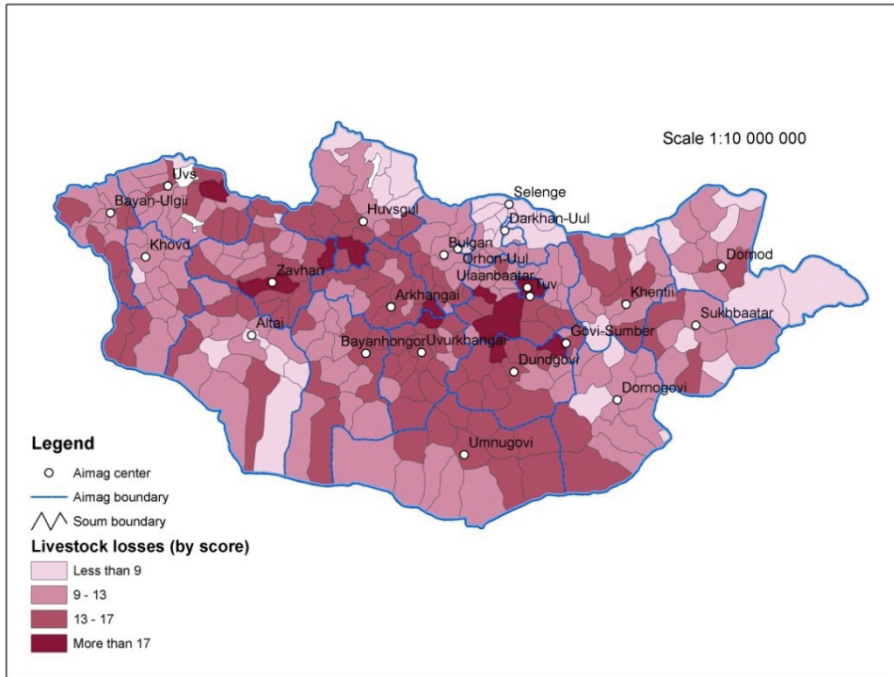 Scale 1:10 000 000
Uvs
Bayan-Ulgii
Khovd
Huvsgul
Selenge
Darkhan-Uul
Bulgan
Orhon-Uul
Ulaanbaatar
Tuv
Zavhan
Arkhangai
Dornod
Khentii
Sukhbaatar
Altai
Bayanhongor
Uvurkhangai
Govi-Sumber
Dundgovi
Dornogovi
Umnugovi
Legend
Aimag center
Aimag boundary
Soum boundary
Livestock losses (by score)
Less than 9
9 - 13
13 - 17
More than 17